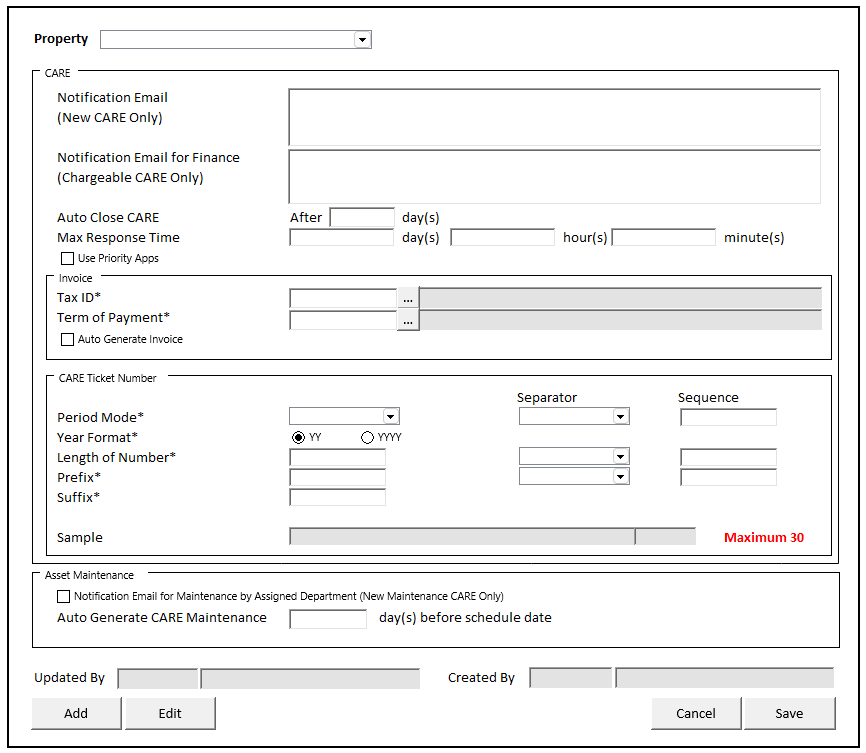 Property
CARE
Notification Email
(New CARE Only)
Notification Email for Finance
(Chargeable CARE Only)
Auto Close CARE After day(s)
Max Response Time day(s) hour(s) minute(s)
Use Priority Apps
Invoice
Tax ID* ...
Term of Payment* ...
Auto Generate Invoice
CARE Ticket Number
Separator Sequence
Period Mode*
Year Format* YY YYYY
Length of Number*
Prefix*
Suffix*
Sample Maximum 30
Asset Maintenance
Notification Email for Maintenance by Assigned Department (New Maintenance CARE Only)
Auto Generate CARE Maintenance day(s) before schedule date
Updated By Created By
Add Edit Cancel Save